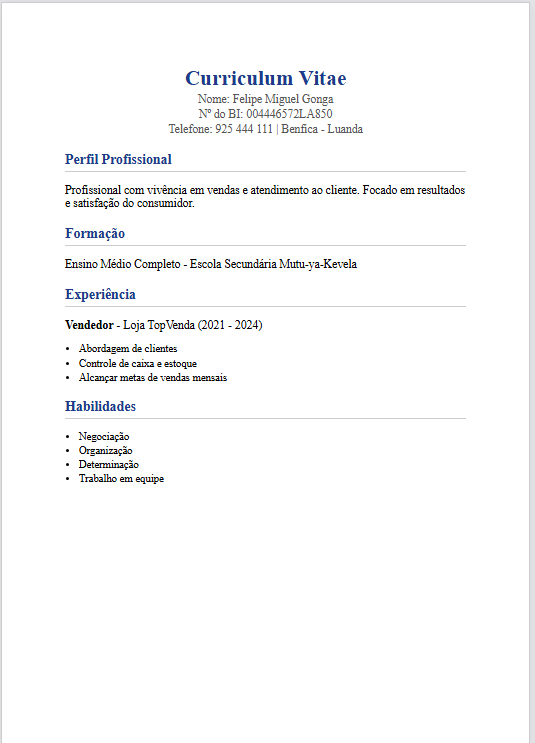 Curriculum Vitae
Nome: Felipe Miguel Gonga
Nº do BI: 004446572LA850
Telefone: 925 444 111 | Benfica - Luanda
Perfil Profissional
Profissional com vivência em vendas e atendimento ao cliente. Focado em resultados
e satisfação do consumidor.
Formação
Ensino Médio Completo - Escola Secundária Mutu-ya-Kevela
Experiência
Vendedor - Loja TopVenda (2021 - 2024)
• Abordagem de clientes
• Controle de caixa e estoque
• Alcançar metas de vendas mensais
Habilidades
• Negociação
• Organização
• Determinação
• Trabalho em equipe